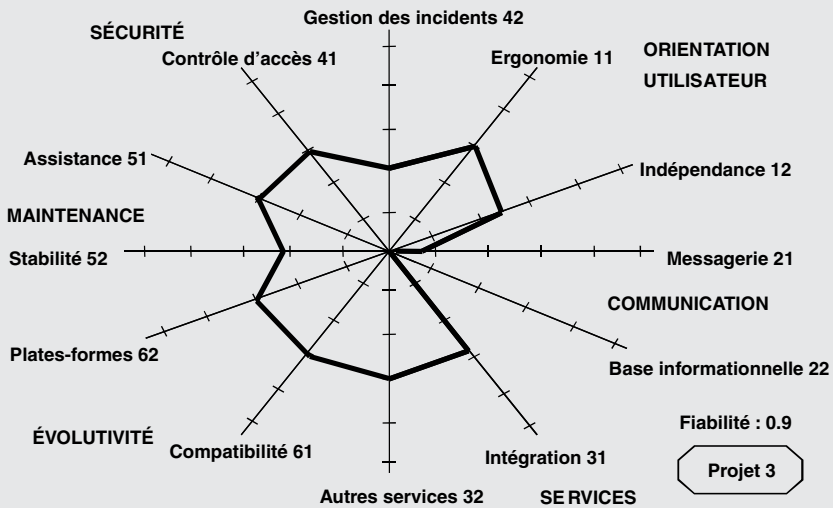 Gestion des incidents 42
SÉCURITÉ
Contrôle d'accès 41
Ergonomie 11
ORIENTATION
UTILISATEUR
Assistance 51
Indépendance 12
MAINTENANCE
Stabilité 52
Messagerie 21
COMMUNICATION
Plates-formes 62
Base informationnelle 22
ÉVOLUTIVITÉ
Compatibilité 61
Intégration 31
Fiabilité : 0.9
Projet 3
Autres services 32
SERVICES